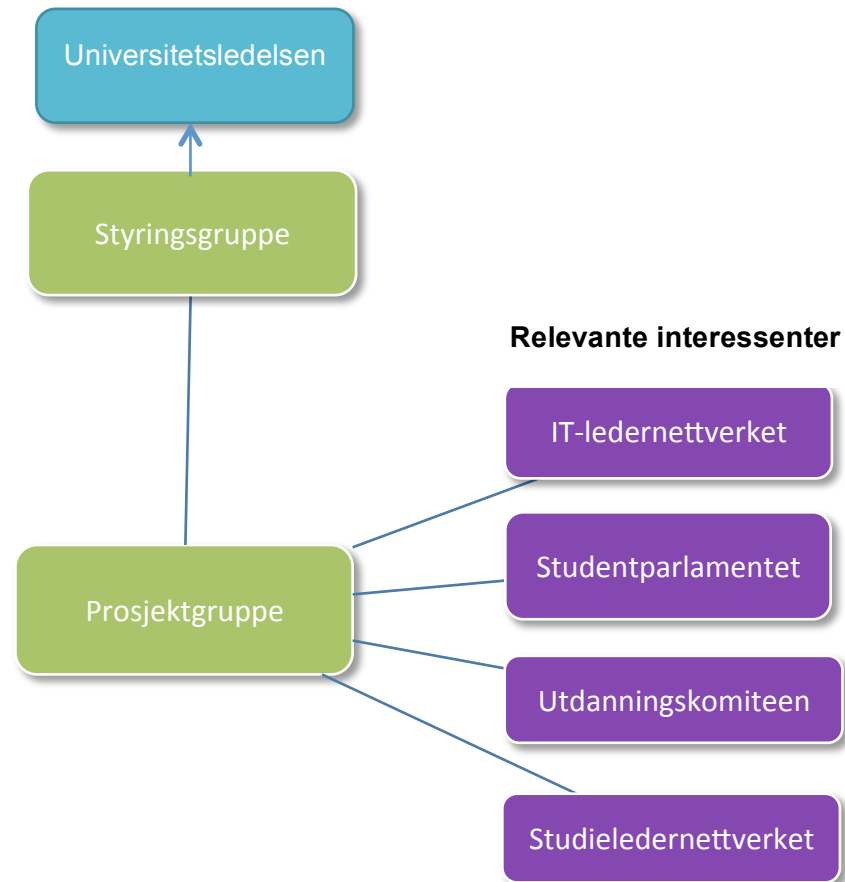 Universitetsledelsen
Styringsgruppe
Relevante interessenter
IT-ledernettverket
Studentparlamentet
Prosjektgruppe
Utdanningskomiteen
Studieledernettverket